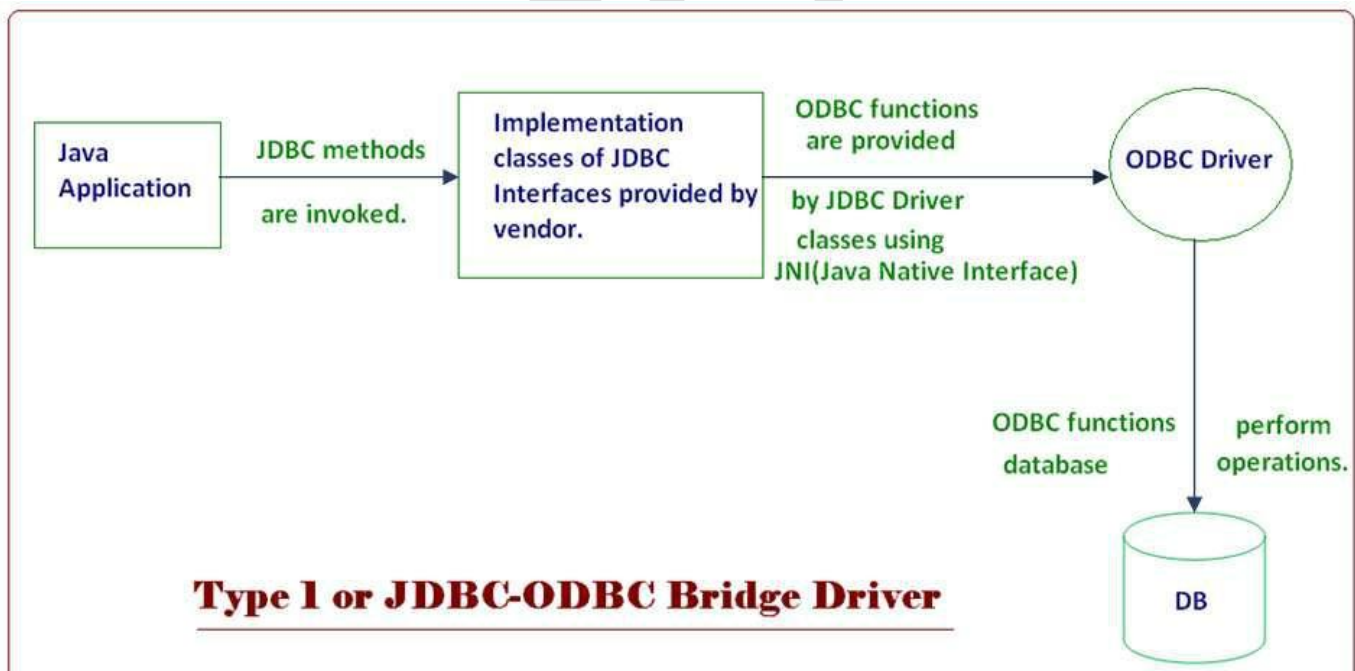 Java
Application
JDBC methods
are invoked.
Implementation
classes of JDBC
Interfaces provided by
vendor.
ODBC functions
are provided
by JDBC Driver
classes using
JNI(Java Native Interface)
ODBC Driver
ODBC functions perform
database operations.
DB
Type 1 or JDBC-ODBC Bridge Driver